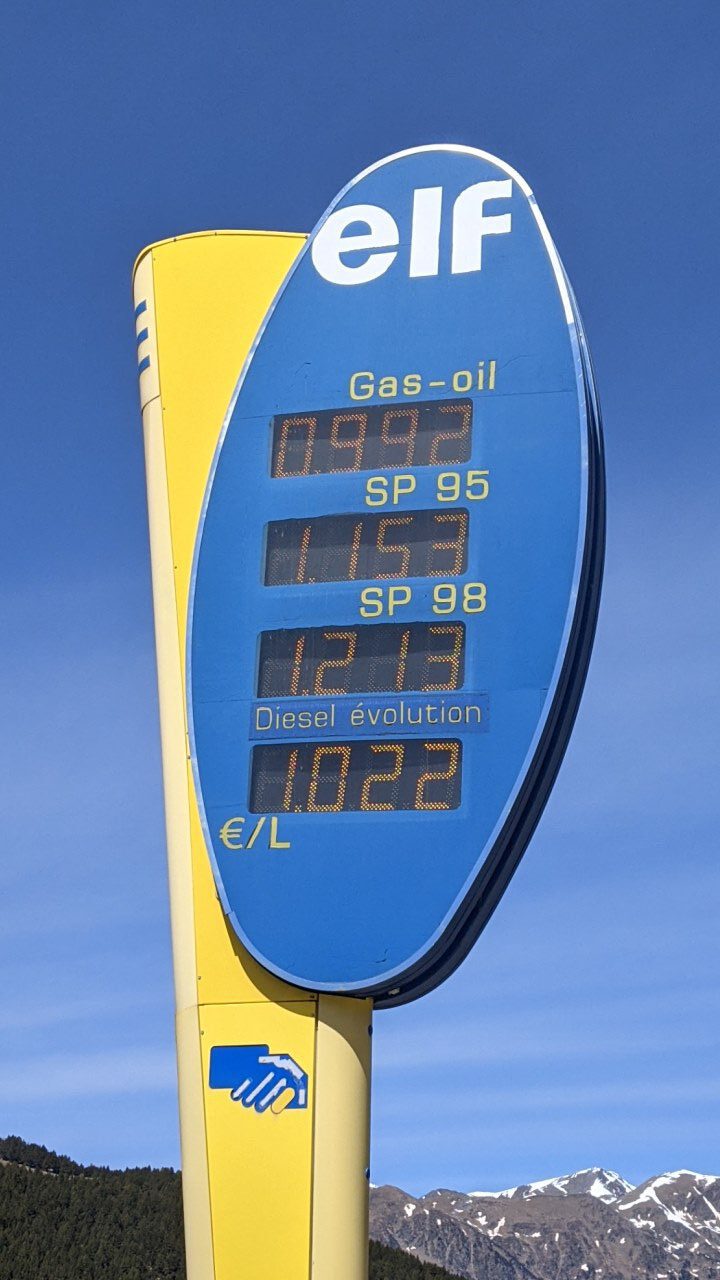 elf
Gas-oil
0.992
SP 95
1.153
SP 98
1.213
Diesel évolution
1.022
€/L